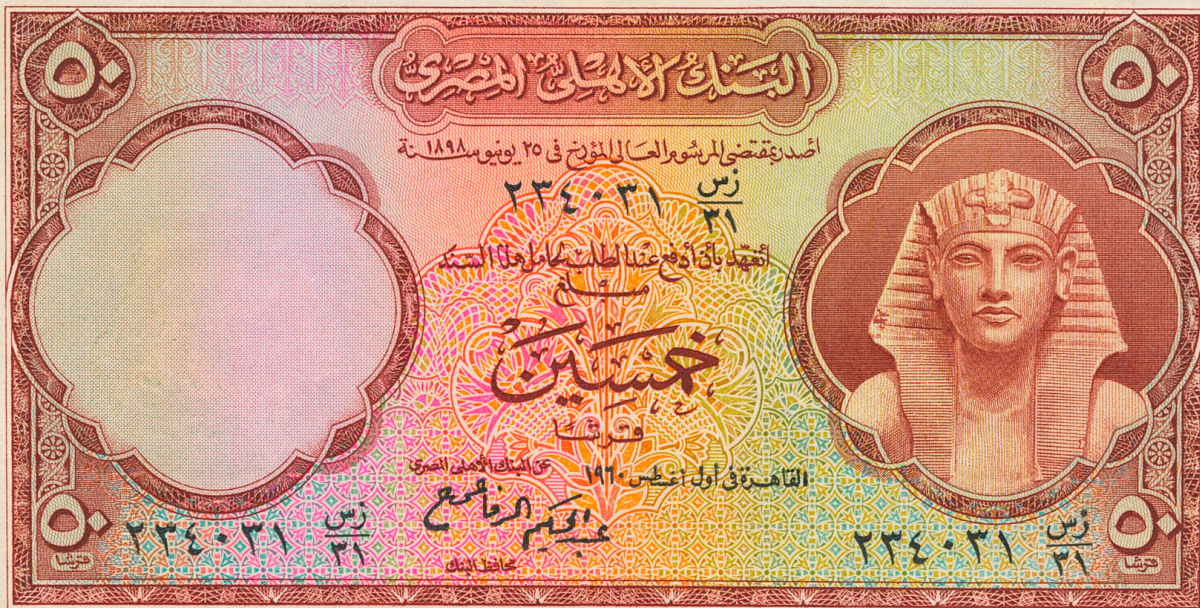 ٥٠
البنك الأهلي المصري
٥٠
أصدر بمقتضى المرسوم العالي المؤرخ في ٢٥ يونيو سنة ١٨٩٨
زس
٣١
٢٣٤٠٣١
أتعهد بأن أدفع عند الطلب لحامل هذا السند
مبلغ
خمسين
قرشا
القاهرة في أول أغسطس ١٩٦٠
عن البنك الأهلي المصري
عبد الحكيم الرفاعي
محافظ البنك
٥٠
قرشا
زس
٣١
٢٣٤٠٣١
زس
٣١
٢٣٤٠٣١
٥٠
قرشا